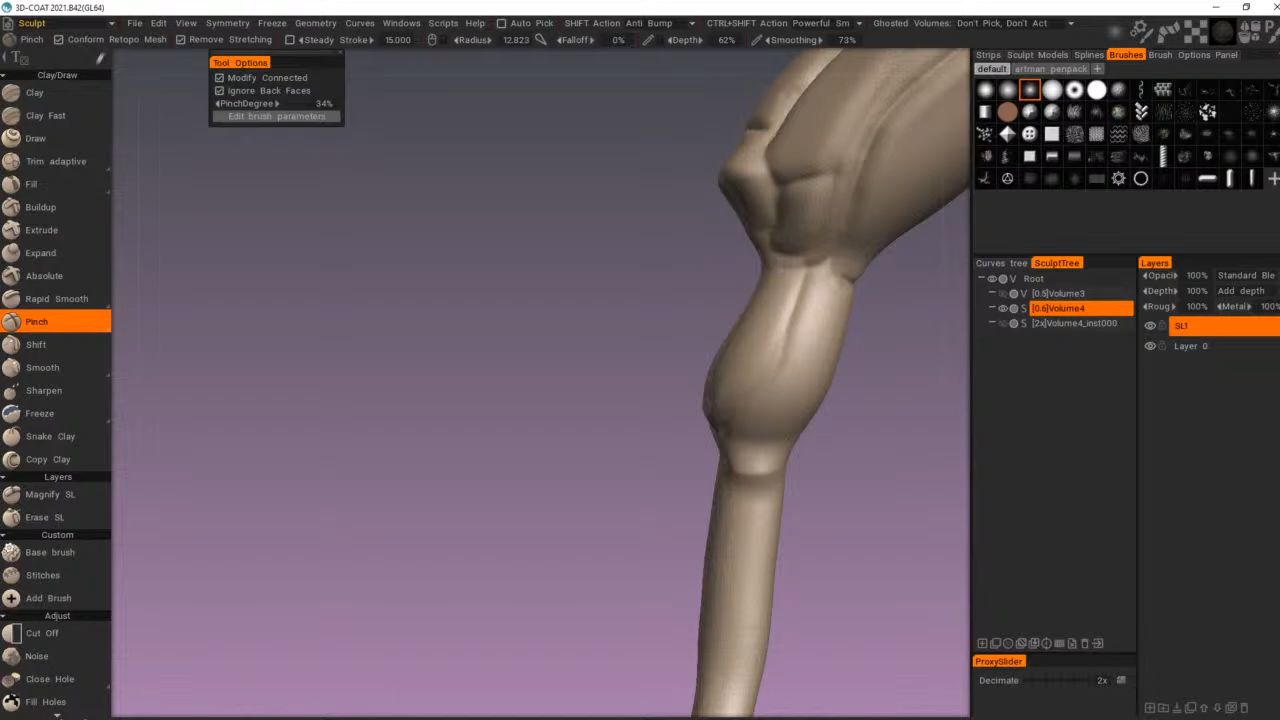 3D-COAT 2021.B42(GL64)
Sculpt File Edit View Symmetry Freeze Geometry Curves Windows Scripts Help Auto Pick SHIFT Action Anti Bump CTRL+SHIFT Action Powerful Sm Ghosted Volumes: Don't Pick, Don't Act
Pinch Conform Retopo Mesh Remove Stretching Steady Stroke 15.000 Radius 12.823 Falloff 0% Depth 62% Smoothing 73%
Tool Options
Modify Connected
Ignore Back Faces
PinchDegree 34%
Edit brush parameters
Clay/Draw
Clay
Clay Fast
Draw
Trim adaptive
Fill
Buildup
Extrude
Expand
Absolute
Rapid Smooth
Pinch
Shift
Smooth
Sharpen
Freeze
Snake Clay
Copy Clay
Layers
Magnify SL
Erase SL
Custom
Base brush
Stitches
Add Brush
Adjust
Cut Off
Noise
Close Hole
Fill Holes
Strips Sculpt Models Splines Brushes Brush Options Panel
default artman penpack +
Curves tree SculptTree
V Root
V [0.5]Volume3
S [0.6]Volume4
S [2x]Volume4_inst000
Layers
Opaci 100% Standard Ble
Depth 100% Add depth
Roug 100% Metal 100%
SL1
Layer 0
ProxySlider
Decimate 2x